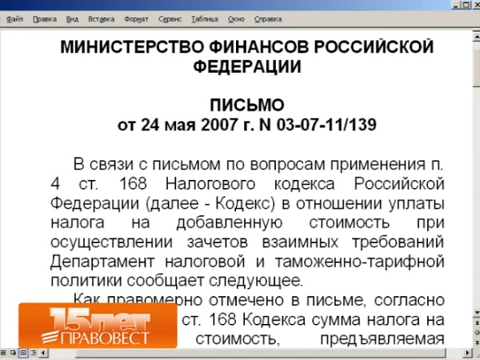 Файл Правка Вид Вставка Формат Сервис Таблица Окно Справка
МИНИСТЕРСТВО ФИНАНСОВ РОССИЙСКОЙ
ФЕДЕРАЦИИ
ПИСЬМО
от 24 мая 2007 г. N 03-07-11/139
В связи с письмом по вопросам применения п.
4 ст. 168 Налогового кодекса Российской
Федерации (далее - Кодекс) в отношении уплаты
налога на добавленную стоимость при
осуществлении зачетов взаимных требований
Департамент налоговой и таможенно-тарифной
политики сообщает следующее.
Как правомерно отмечено в письме, согласно
ст. 168 Кодекса сумма налога на
стоимость, предъявляемая
15 лет
ПРАВОВЕСТ